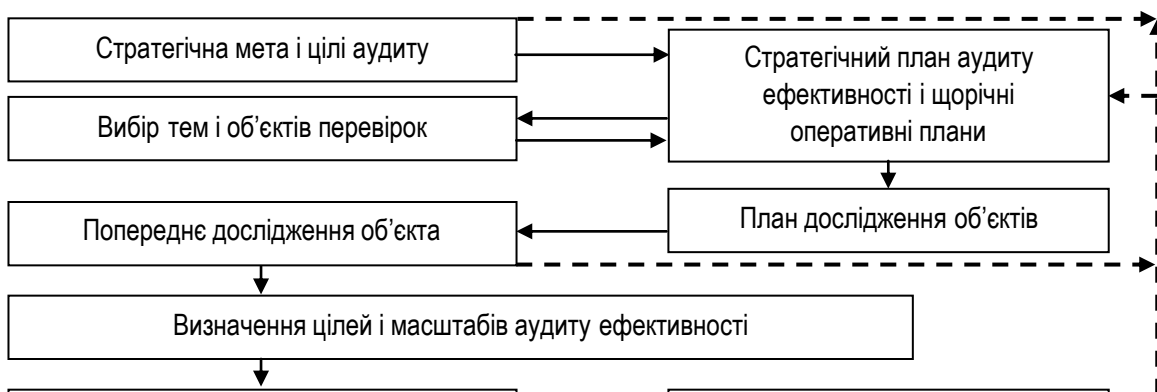 Стратегічна мета і цілі аудиту
Стратегічний план аудиту
ефективності і щорічні
оперативні плани
Вибір тем і об’єктів перевірок
План дослідження об’єктів
Попереднє дослідження об’єкта
Визначення цілей і масштабів аудиту ефективності